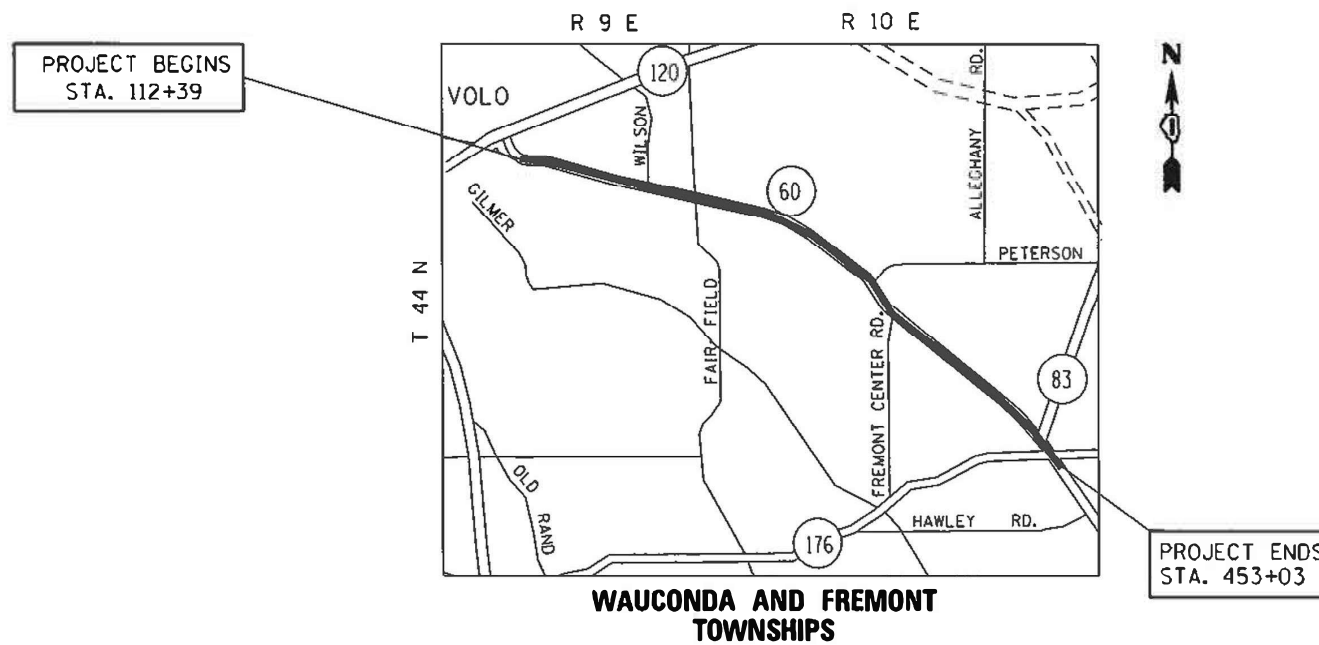 R 9 E
R 10 E
PROJECT BEGINS
STA. 112+39
N
120
VOLO
WILSON
ALLEGHANY RD.
60
GILMER
PETERSON
T 44 N
FAIR FIELD
FREMONT CENTER RD.
83
OLD RAND
HAWLEY RD.
176
PROJECT ENDS
STA. 453+03
WAUCONDA AND FREMONT
TOWNSHIPS